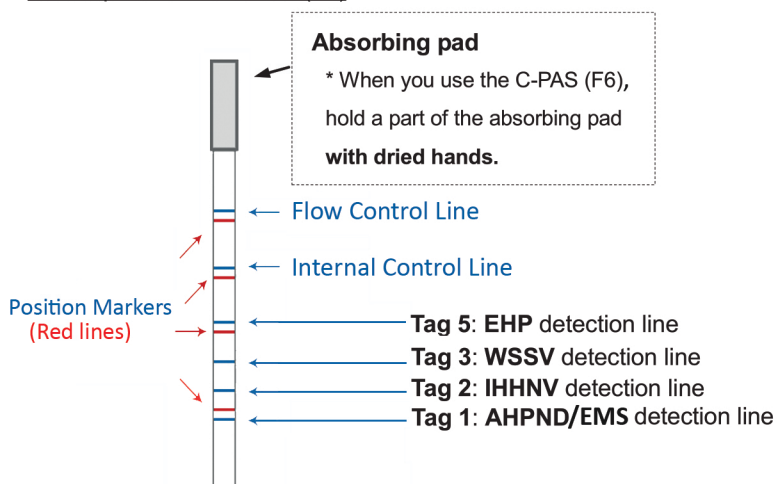 Absorbing pad
* When you use the C-PAS (F6),
hold a part of the absorbing pad
with dried hands.
Flow Control Line
Internal Control Line
Position Markers
(Red lines)
Tag 5: EHP detection line
Tag 3: WSSV detection line
Tag 2: IHHNV detection line
Tag 1: AHPND/EMS detection line